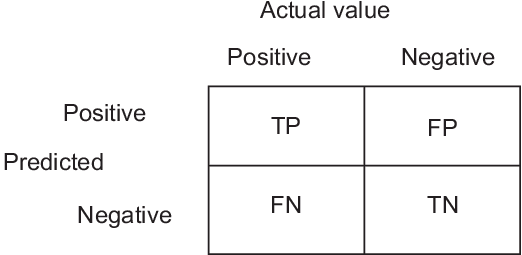 Actual value
Positive Negative
Positive TP FP
Predicted
Negative FN TN